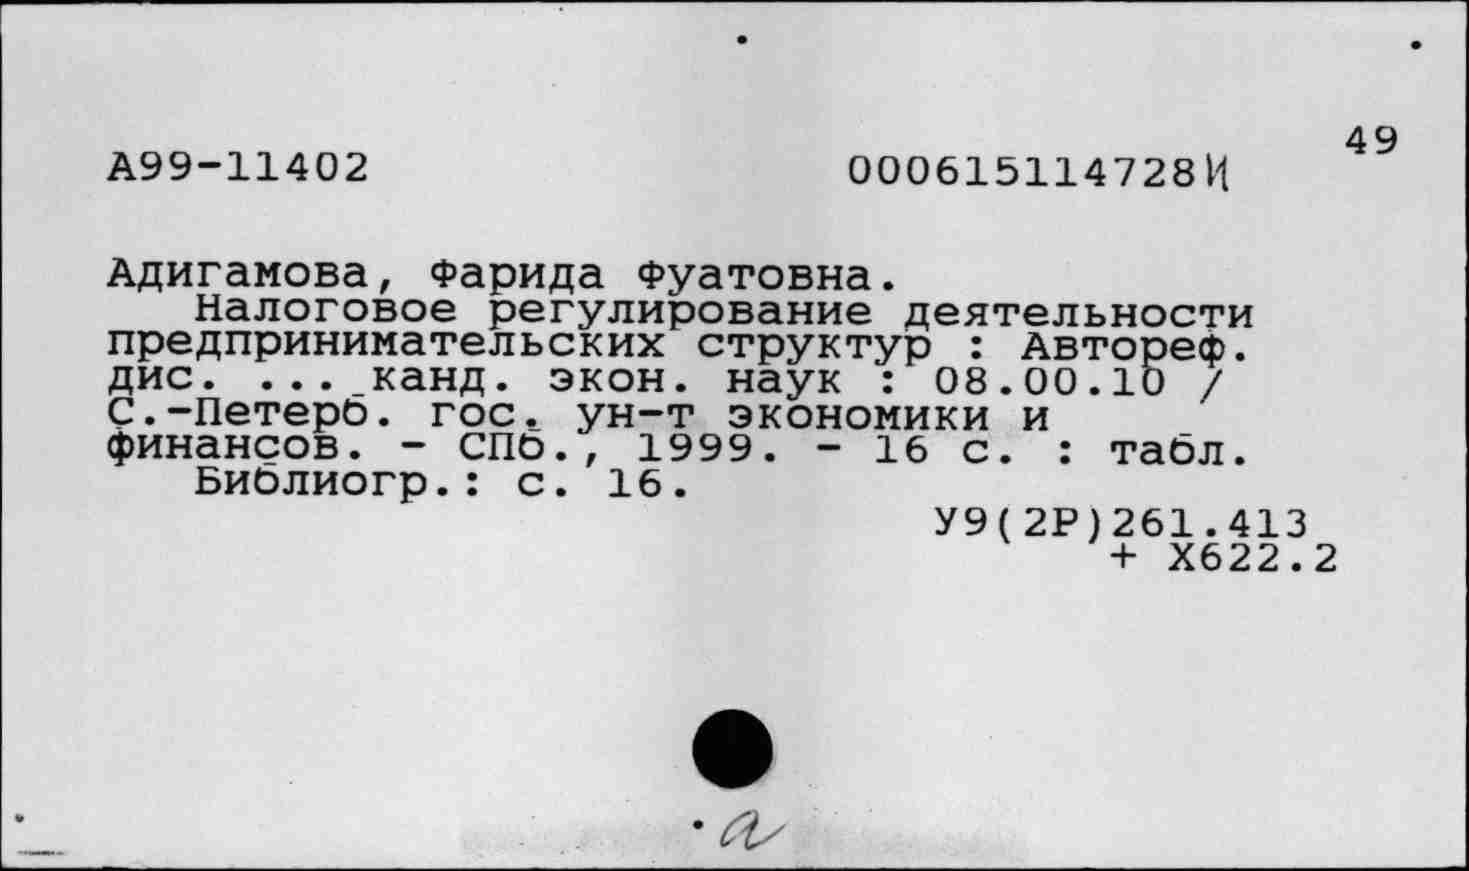 49
А99-11402 000615114728И
Адигамова, Фарида Фуатовна.
Налоговое регулирование деятельности
предпринимательских структур : Автореф.
дис. ... канд. экон. наук : 08.00.10 /
С.-Петерб. гос. ун-т экономики и
финансов. - СПб., 1999. - 16 с. : табл.
Библиогр.: с. 16.
У9(2Р)261.413
+ Х622.2